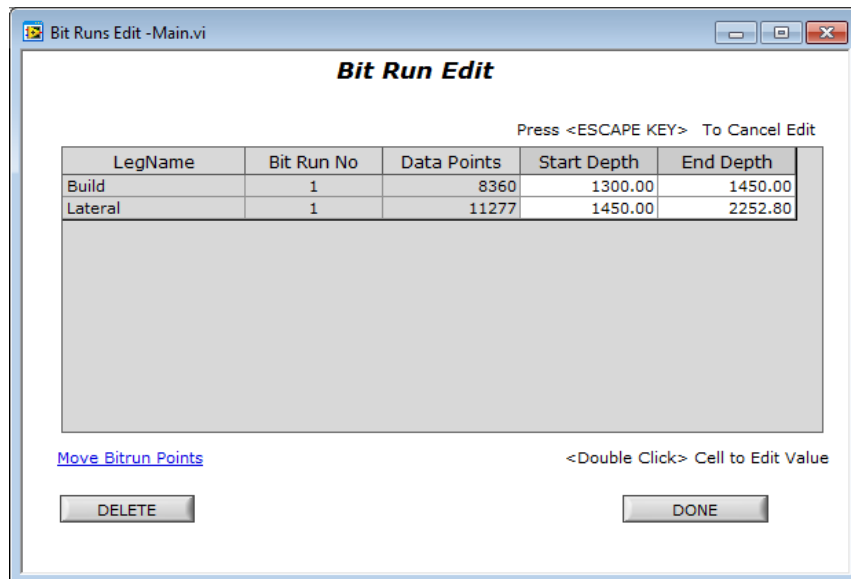 Bit Runs Edit -Main.vi
Bit Run Edit
Press <ESCAPE KEY> To Cancel Edit
LegName Bit Run No Data Points Start Depth End Depth
Build 1 8360 1300.00 1450.00
Lateral 1 11277 1450.00 2252.80
Move Bitrun Points <Double Click> Cell to Edit Value
DELETE DONE